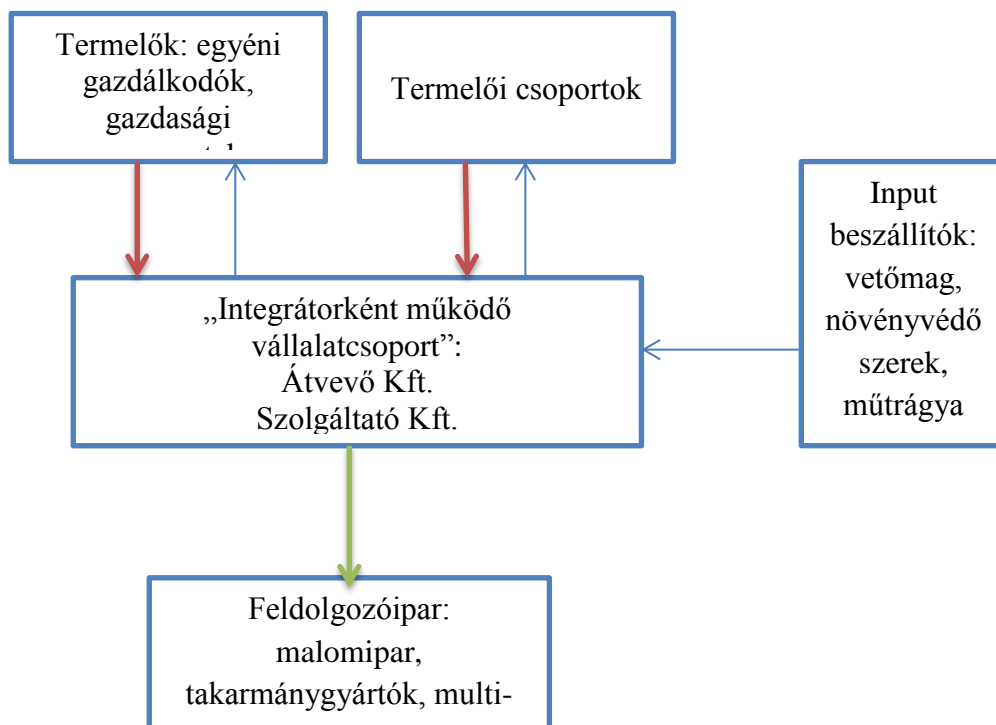 Termelők: egyéni
gazdálkodók,
gazdasági
Termelői csoportok
Input
beszállítók:
vetőmag,
növényvédő
szerek,
műtrágya
„Integrátorként működő
vállalatcsoport”:
Átvevő Kft.
Szolgáltató Kft.
Feldolgozóipar:
malomipar,
takarmánygyártók, multi-